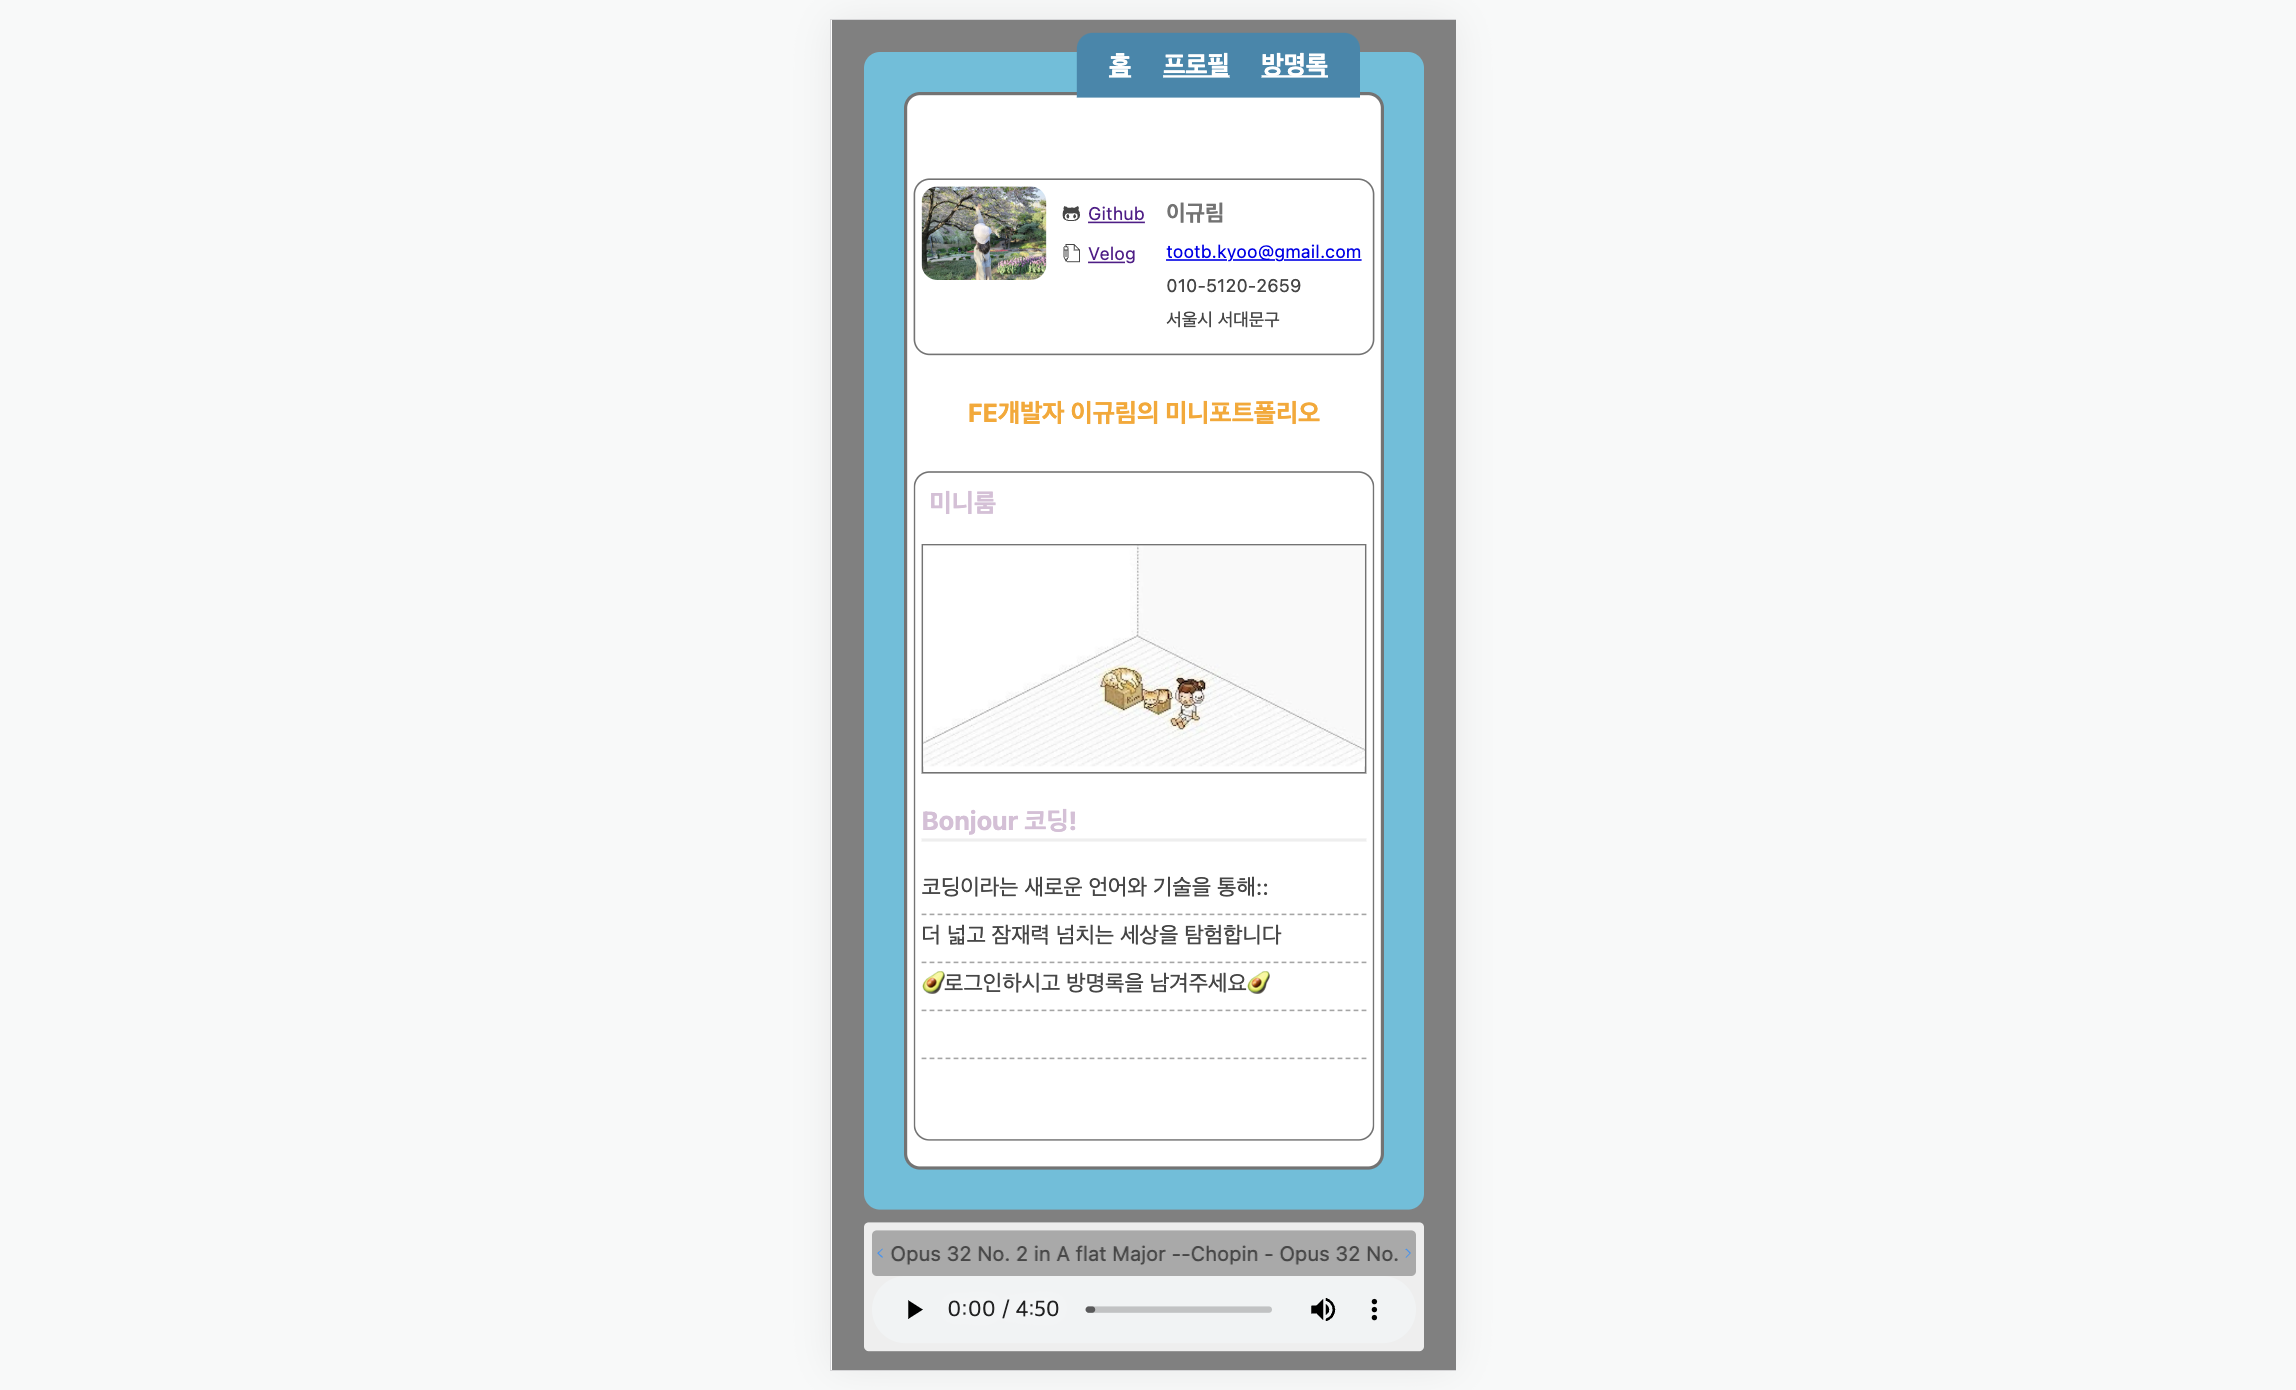 홈 프로필 방명록
Github
Velog
이규림
tootb.kyoo@gmail.com
010-5120-2659
서울시 서대문구
FE개발자 이규림의 미니포트폴리오
미니룸
Bonjour 코딩!
코딩이라는 새로운 언어와 기술을 통해::
더 넓고 잠재력 넘치는 세상을 탐험합니다
🥑로그인하시고 방명록을 남겨주세요🥑
‹ Opus 32 No. 2 in A flat Major --Chopin - Opus 32 No. ›
0:00 / 4:50